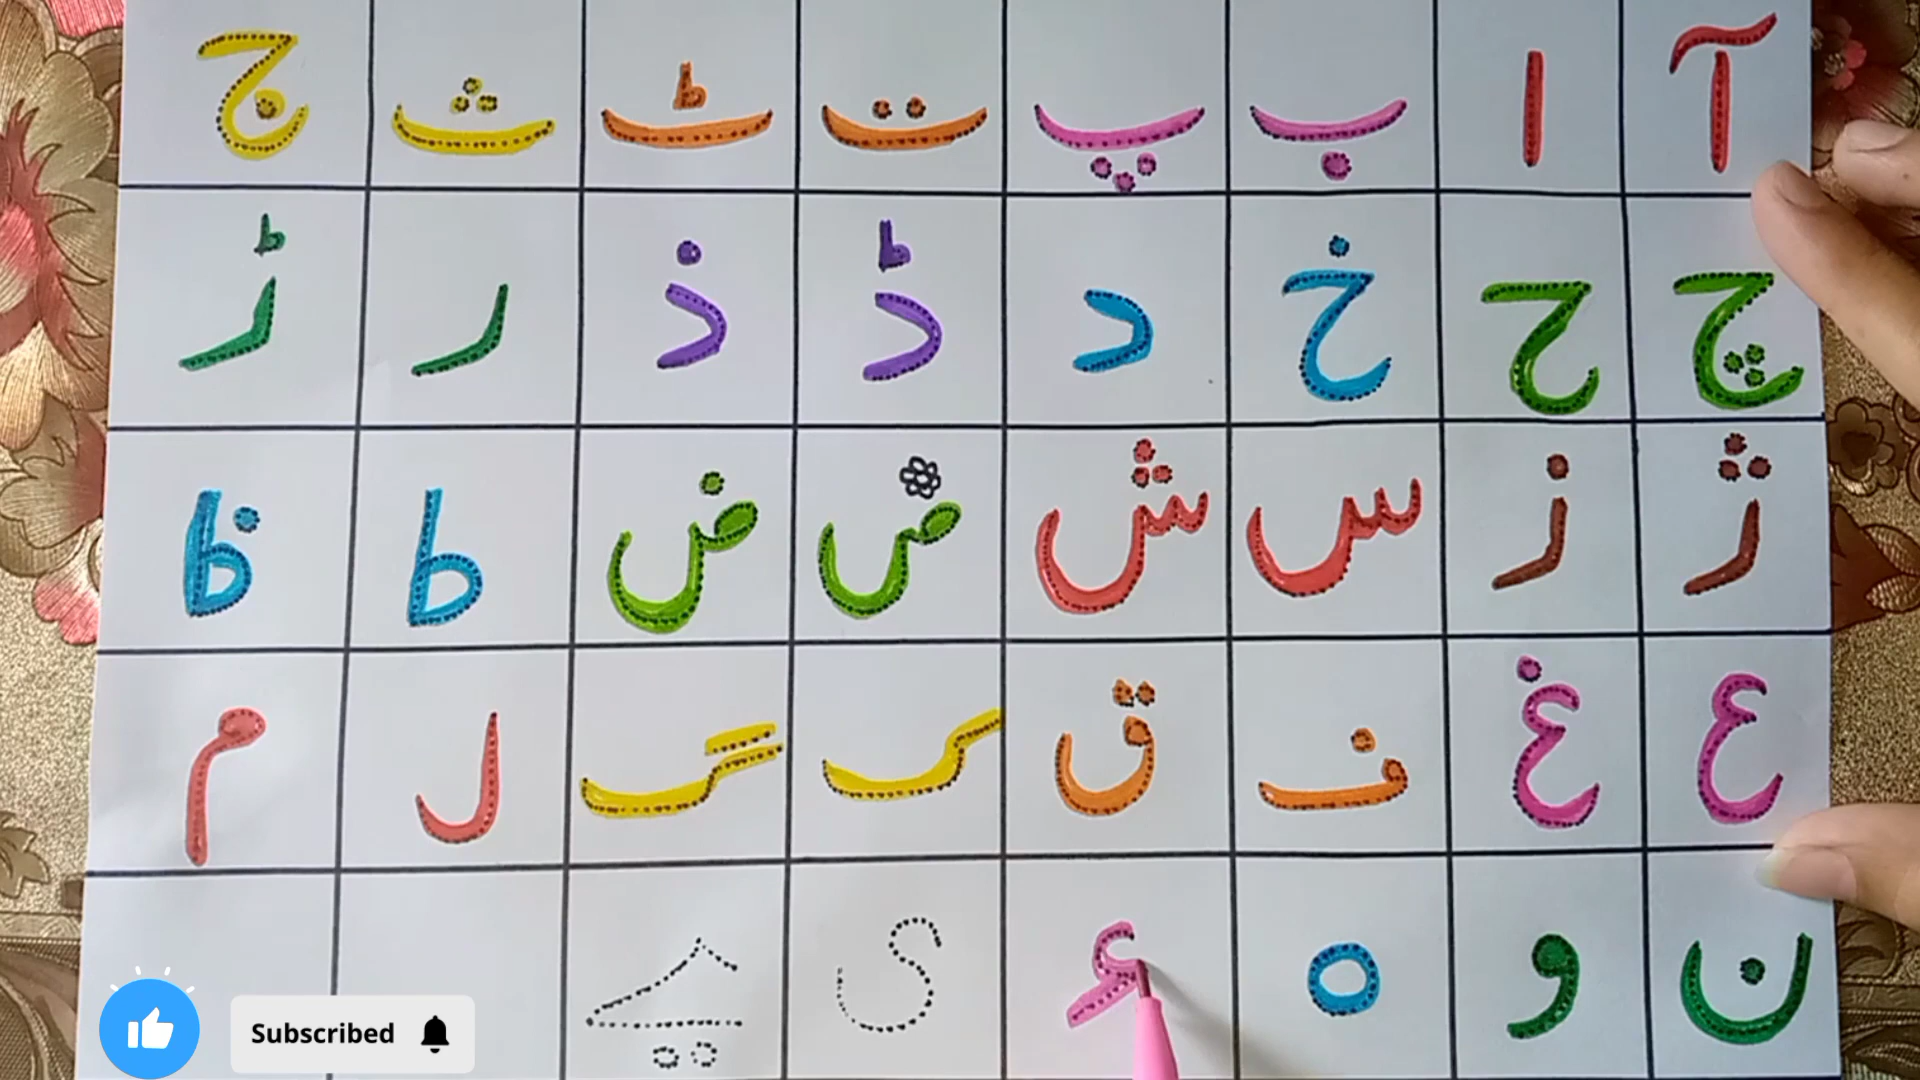 آ ا ب پ ت ٹ ث ج
چ ح خ د ڈ ذ ر ڑ
ژ ز س ش ص ض ط ظ
ع غ ف ق ک گ ل م
ن و ہ ء ی ے
Subscribed